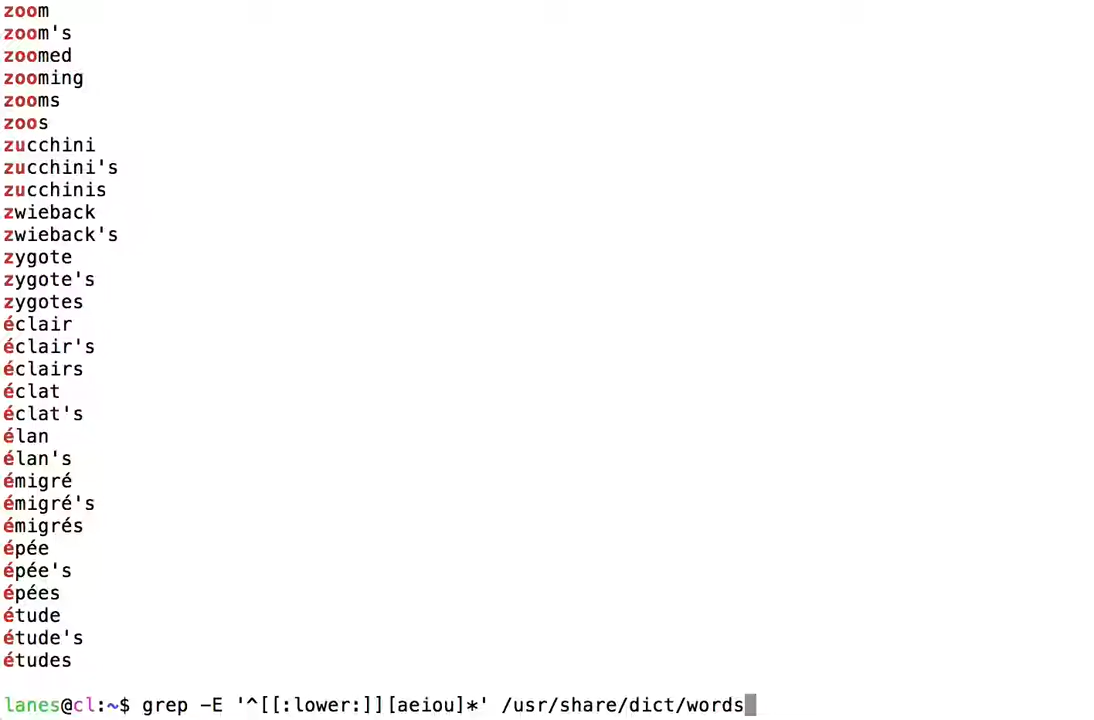 zoom
zoom's
zoomed
zooming
zooms
zoos
zucchini
zucchini's
zucchinis
zwieback
zwieback's
zygote
zygote's
zygotes
éclair
éclair's
éclairs
éclat
éclat's
élan
élan's
émigré
émigré's
émigrés
épée
épée's
épées
étude
étude's
études
lanes@cl:~$ grep -E '^[[:lower:]][aeiou]*' /usr/share/dict/words